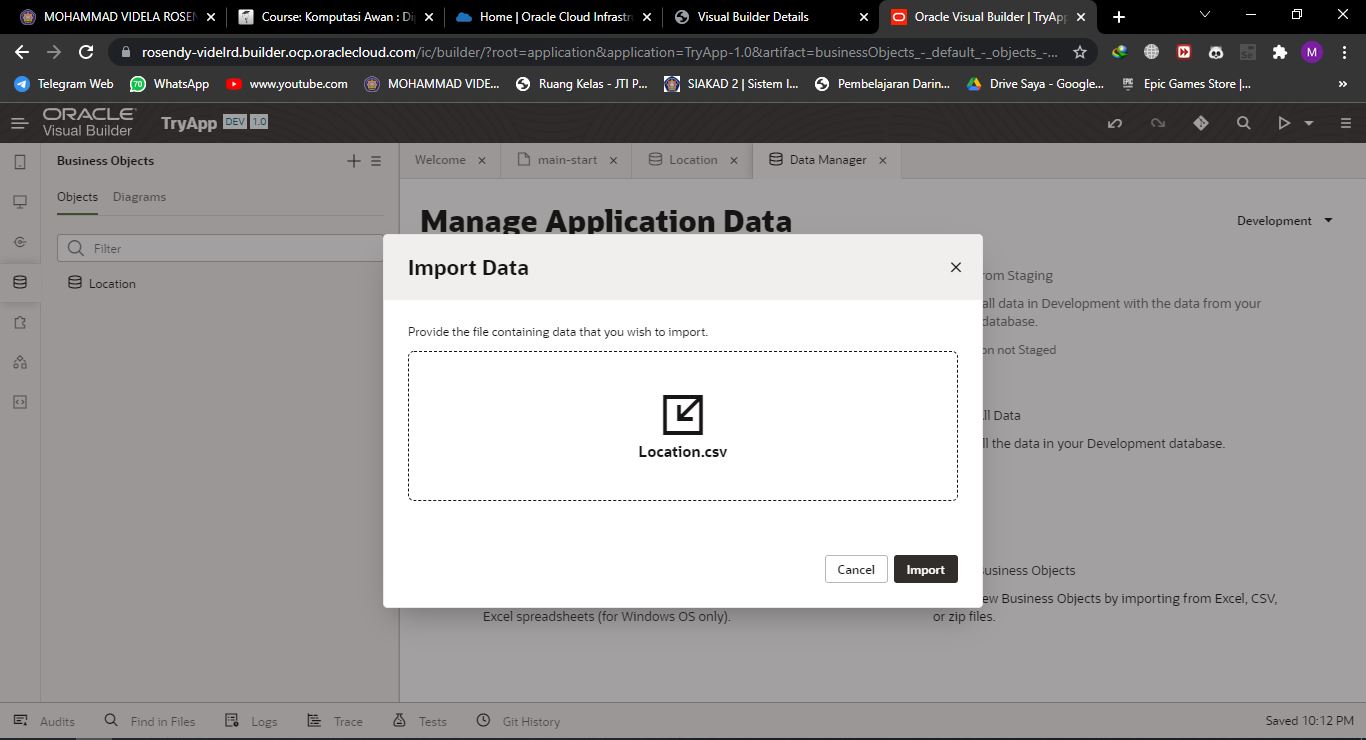 MOHAMMAD VIDELA ROSEN
Course: Komputasi Awan : Di
Home | Oracle Cloud Infrastr
Visual Builder Details
Oracle Visual Builder | TryApp
rosendy-videlrd.builder.ocp.oraclecloud.com/ic/builder/?root=application&application=TryApp-1.0&artifact=businessObjects_-_default_-_objects_-...
M
Telegram Web
70
WhatsApp
www.youtube.com
MOHAMMAD VIDE...
Ruang Kelas - JTI P...
SIAKAD 2 | Sistem I...
Pembelajaran Darin...
Drive Saya - Google...
Epic Games Store |...
»
ORACLE
Visual Builder
TryApp
DEV
1.0
Business Objects
Welcome
main-start
Location
Data Manager
Objects
Diagrams
Manage Application Data
Development
Filter
Location
Import Data
om Staging
all data in Development with the data from your
database.
on not Staged
Provide the file containing data that you wish to import.
Location.csv
ll Data
ll the data in your Development database.
Cancel
Import
usiness Objects
ew Business Objects by importing from Excel, CSV,
or zip files.
Excel spreadsheets (for Windows OS only).
Audits
Find in Files
Logs
Trace
Tests
Git History
Saved 10:12 PM